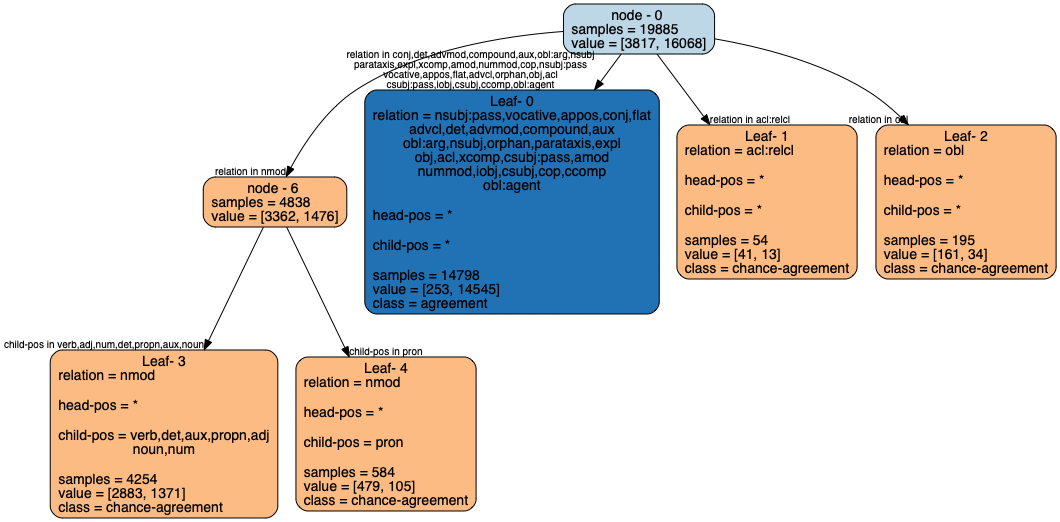 node - 0
samples = 19885
value = [3817, 16068]
relation in conj,det,advmod,compound,aux,obl:arg,nsubj
parataxis,expl,xcomp,amod,nummod,cop,nsubj:pass
vocative,appos,flat,advcl,orphan,obj,acl
csubj:pass,iobj,csubj,ccomp,obl:agent
Leaf- 0
relation = nsubj:pass,vocative,appos,conj,flat
advcl,det,advmod,compound,aux
obl:arg,nsubj,orphan,parataxis,expl
obj,acl,xcomp,csubj:pass,amod
nummod,iobj,csubj,cop,ccomp
obl:agent
head-pos = *
child-pos = *
samples = 14798
value = [253, 14545]
class = agreement
relation in acl:relcl
Leaf- 1
relation = acl:relcl
head-pos = *
child-pos = *
samples = 54
value = [41, 13]
class = chance-agreement
relation in obl
Leaf- 2
relation = obl
head-pos = *
child-pos = *
samples = 195
value = [161, 34]
class = chance-agreement
relation in nmod
node - 6
samples = 4838
value = [3362, 1476]
child-pos in verb,adj,num,det,propn,aux,noun
Leaf- 3
relation = nmod
head-pos = *
child-pos = verb,det,aux,propn,adj
noun,num
samples = 4254
value = [2883, 1371]
class = chance-agreement
child-pos in pron
Leaf- 4
relation = nmod
head-pos = *
child-pos = pron
samples = 584
value = [479, 105]
class = chance-agreement